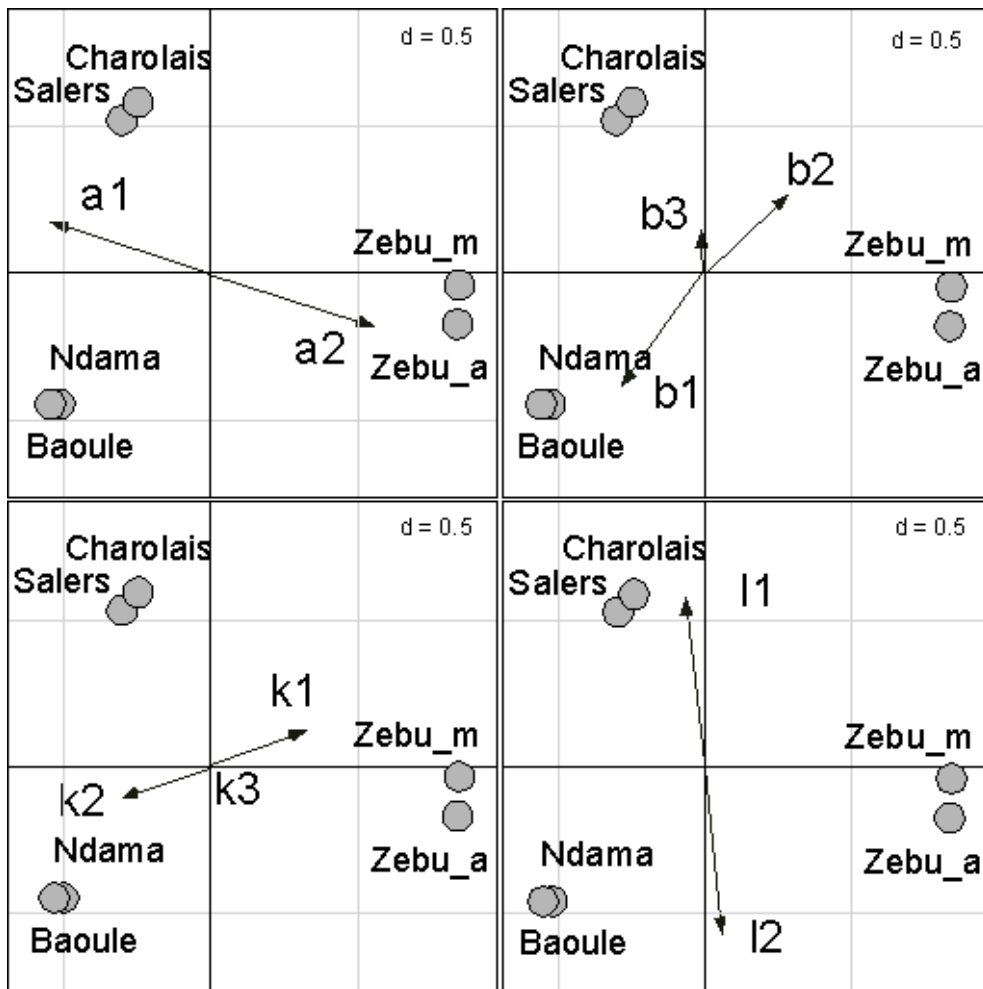 d = 0.5
Charolais
Salers
a1
Zebu_m
a2
Ndama
Zebu_a
Baoule
d = 0.5
Charolais
Salers
b2
b3
Zebu_m
Ndama
b1
Zebu_a
Baoule
d = 0.5
Charolais
Salers
k1
Zebu_m
k2
k3
Ndama
Zebu_a
Baoule
d = 0.5
Charolais
Salers
l1
Zebu_m
Ndama
Zebu_a
Baoule
l2